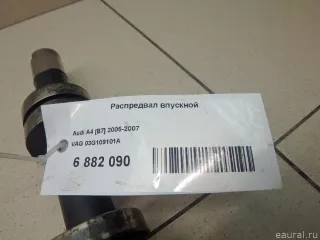 Распредвал впускной
Audi A4 [B7] 2005-2007
VAG 03G109101A
6 882 090
eaural.ru